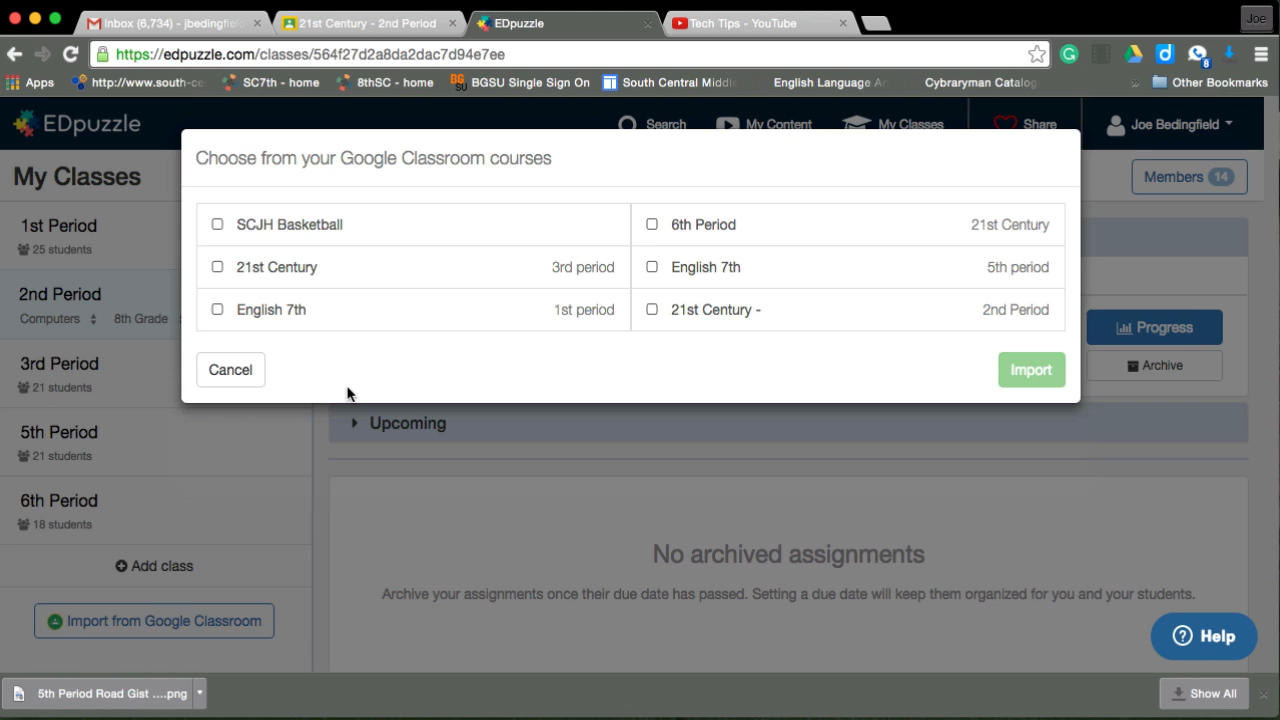 Inbox (6,734) - jbedingfiel
21st Century - 2nd Period
EDpuzzle
Tech Tips - YouTube
Joe
https://edpuzzle.com/classes/564f27d2a8da2dac7d94e7ee
8
Apps
http://www.south-ce
SC7th - home
8thSC - home
BGSU Single Sign On
South Central Middle
English Language Ar
Cybraryman Catalog
»
Other Bookmarks
EDpuzzle
Search
My Content
My Classes
Share
Joe Bedingfield
My Classes
Members 14
Choose from your Google Classroom courses
SCJH Basketball
6th Period 21st Century
21st Century 3rd period
English 7th 5th period
English 7th 1st period
21st Century - 2nd Period
Cancel
Import
1st Period
25 students
2nd Period
Computers 8th Grade
3rd Period
21 students
5th Period
21 students
6th Period
18 students
Add class
Import from Google Classroom
Progress
Archive
Upcoming
No archived assignments
Archive your assignments once their due date has passed. Setting a due date will keep them organized for you and your students.
Help
5th Period Road Gist ....png
Show All